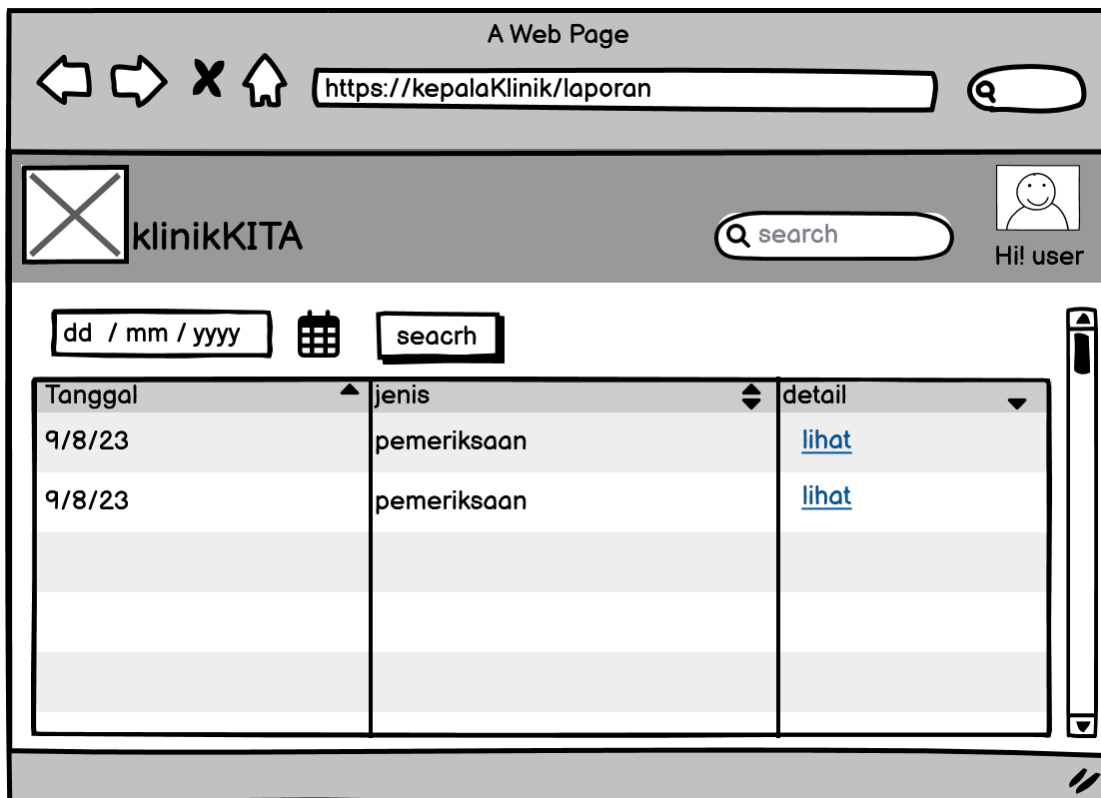 A Web Page
https://kepalaKlinik/laporan
klinikKITA
search
Hi! user
dd / mm / yyyy
seacrh
Tanggal jenis detail
9/8/23 pemeriksaan lihat
9/8/23 pemeriksaan lihat